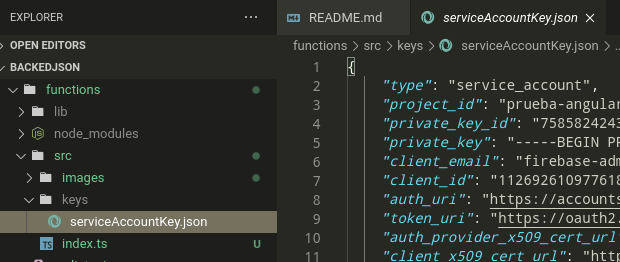 EXPLORER ...
OPEN EDITORS
BACKEDJSON
functions
lib
node_modules
src
images
keys
serviceAccountKey.json
index.ts U
README.md serviceAccountKey.json ×
functions > src > keys > serviceAccountKey.json > ..
1 {
2 "type": "service_account",
3 "project_id": "prueba-angular
4 "private_key_id": "7585824243
5 "private_key": "-----BEGIN PR
6 "client_email": "firebase-adm
7 "client_id": "112692610977618
8 "auth_uri": "https://accounts
9 "token_uri": "https://oauth2.
10 "auth_provider_x509_cert_url"
11 "client_x509_cert_url": "http